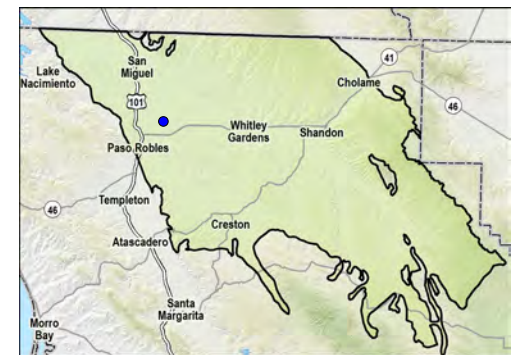 San
Miguel
41
Lake
Nacimiento
Cholame
101
46
Whitley
Gardens
Shandon
Paso Robles
46
Templeton
Creston
Atascadero
Santa
Margarita
Morro
Bay